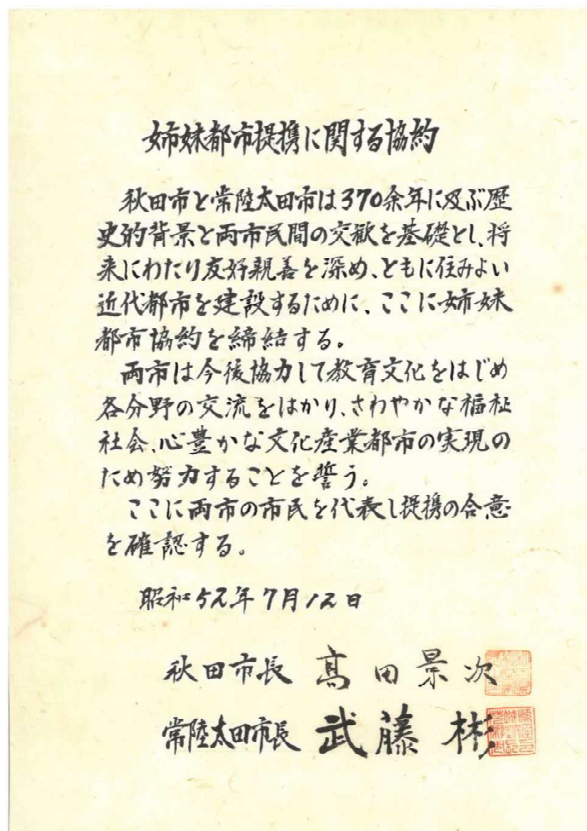 姉妹都市提携に関する協約
秋田市と常陸太田市は370余年に及ぶ歴
史的背景と両市民間の交歓を基礎とし、将
来にわたり友好親善を深め、ともに住みよい
近代都市を建設するために、ここに姉妹
都市協約を締結する。
両市は今後協力して教育文化をはじめ
各分野の交流をはかり、さわやかな福祉
社会、心豊かな文化産業都市の実現の
ため努力することを誓う。
ここに両市の市民を代表し提携の合意
を確認する。
昭和52年7月12日
秋田市長 高田景次
常陸太田市長 武藤 彬